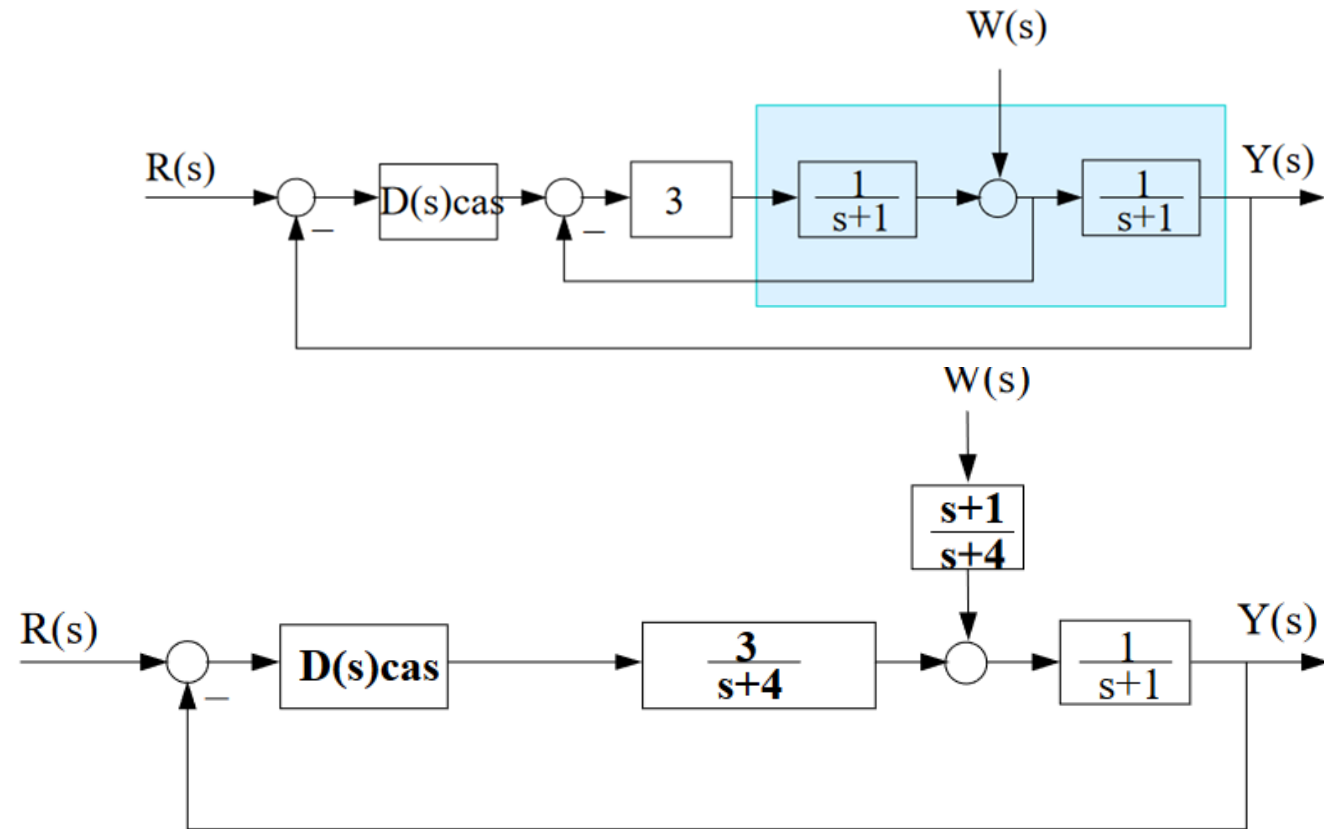 W(s)
R(s)
D(s)cas
3
1
s+1
1
s+1
Y(s)
–
–
W(s)
s+1
s+4
R(s)
D(s)cas
3
s+4
1
s+1
Y(s)
–